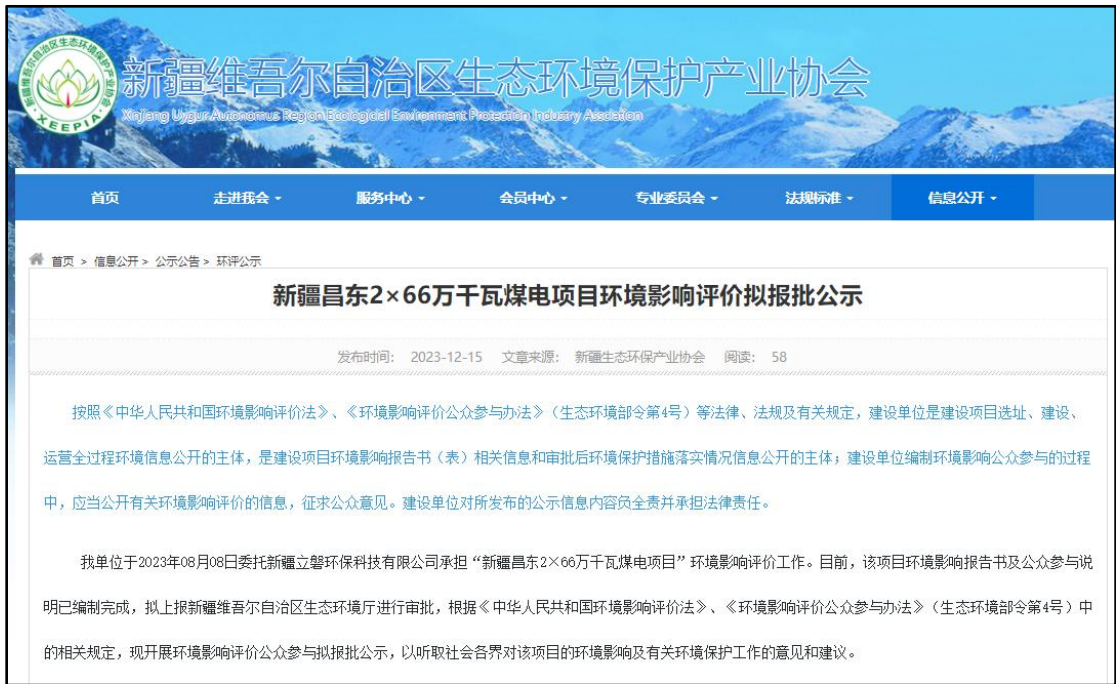 新疆维吾尔自治区生态环境保护产业协会
新疆维吾尔自治区生态环境保护产业协会
XEEPIA
Xinjiang Uygur Autonomus Region Ecologcial Environment Protection Industry Assciation
首页 走进我会 服务中心 会员中心 专业委员会 法规标准 信息公开
首页 > 信息公开 > 公示公告 > 环评公示
新疆昌东2×66万千瓦煤电项目环境影响评价拟报批公示
发布时间: 2023-12-15 文章来源: 新疆生态环保产业协会 阅读: 58
按照《中华人民共和国环境影响评价法》、《环境影响评价公众参与办法》（生态环境部令第4号）等法律、法规及有关规定，建设单位是建设项目选址、建设、
运营全过程环境信息公开的主体，是建设项目环境影响报告书（表）相关信息和审批后环境保护措施落实情况信息公开的主体；建设单位编制环境影响公众参与的过程
中，应当公开有关环境影响评价的信息，征求公众意见。建设单位对所发布的公示信息内容负全责并承担法律责任。
我单位于2023年08月08日委托新疆立磐环保科技有限公司承担“新疆昌东2×66万千瓦煤电项目”环境影响评价工作。目前，该项目环境影响报告书及公众参与说
明已编制完成，拟上报新疆维吾尔自治区生态环境厅进行审批，根据《中华人民共和国环境影响评价法》、《环境影响评价公众参与办法》（生态环境部令第4号）中
的相关规定，现开展环境影响评价公众参与拟报批公示，以听取社会各界对该项目的环境影响及有关环境保护工作的意见和建议。